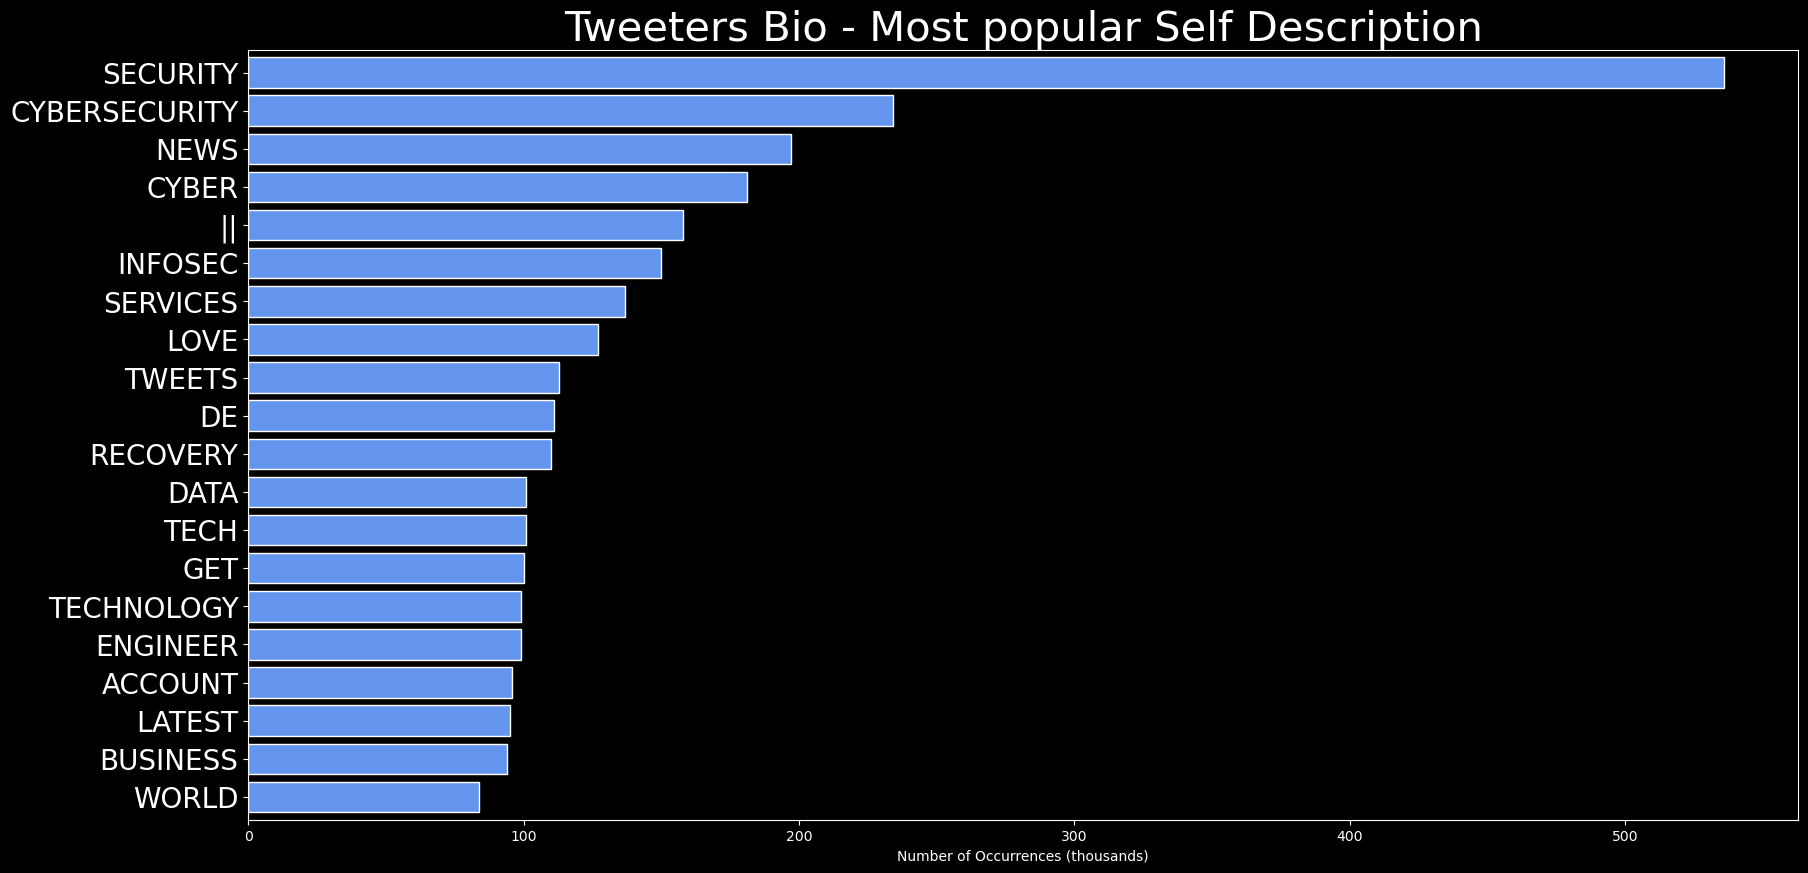 Tweeters Bio - Most popular Self Description
SECURITY
CYBERSECURITY
NEWS
CYBER
||
INFOSEC
SERVICES
LOVE
TWEETS
DE
RECOVERY
DATA
TECH
GET
TECHNOLOGY
ENGINEER
ACCOUNT
LATEST
BUSINESS
WORLD
0 100 200 300 400 500
Number of Occurrences (thousands)